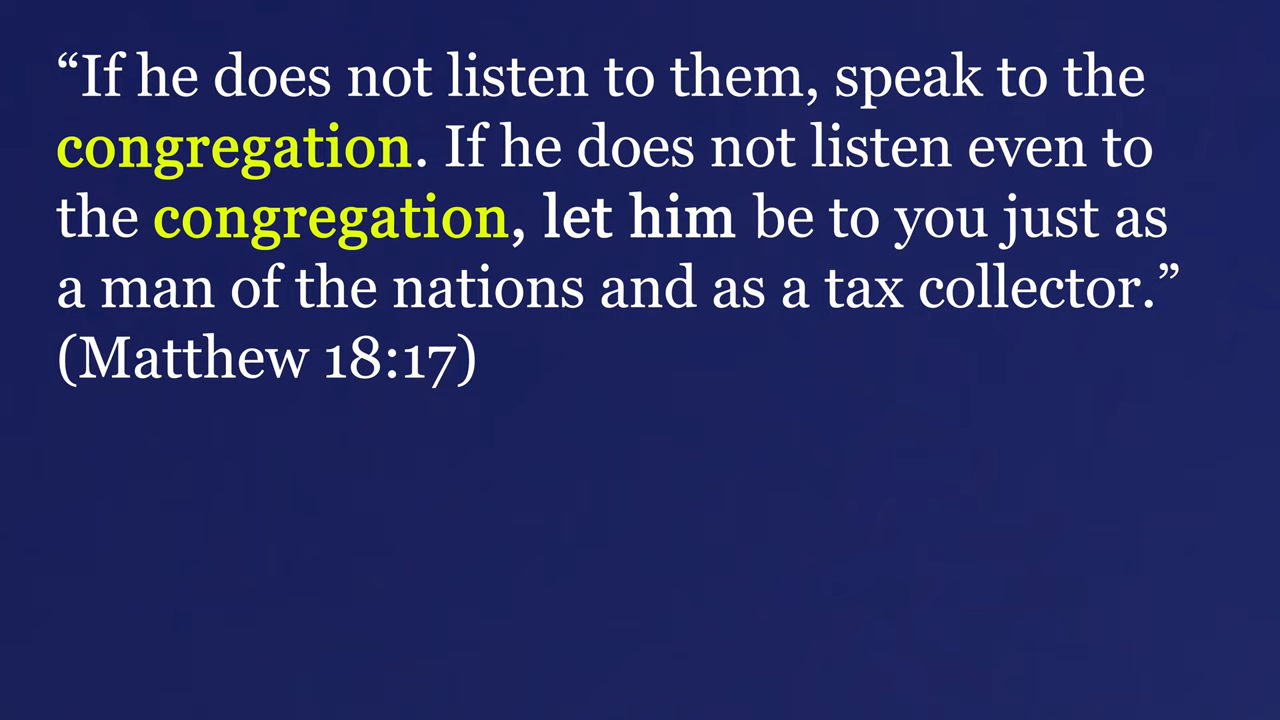 “If he does not listen to them, speak to the
congregation. If he does not listen even to
the congregation, let him be to you just as
a man of the nations and as a tax collector.”
(Matthew 18:17)